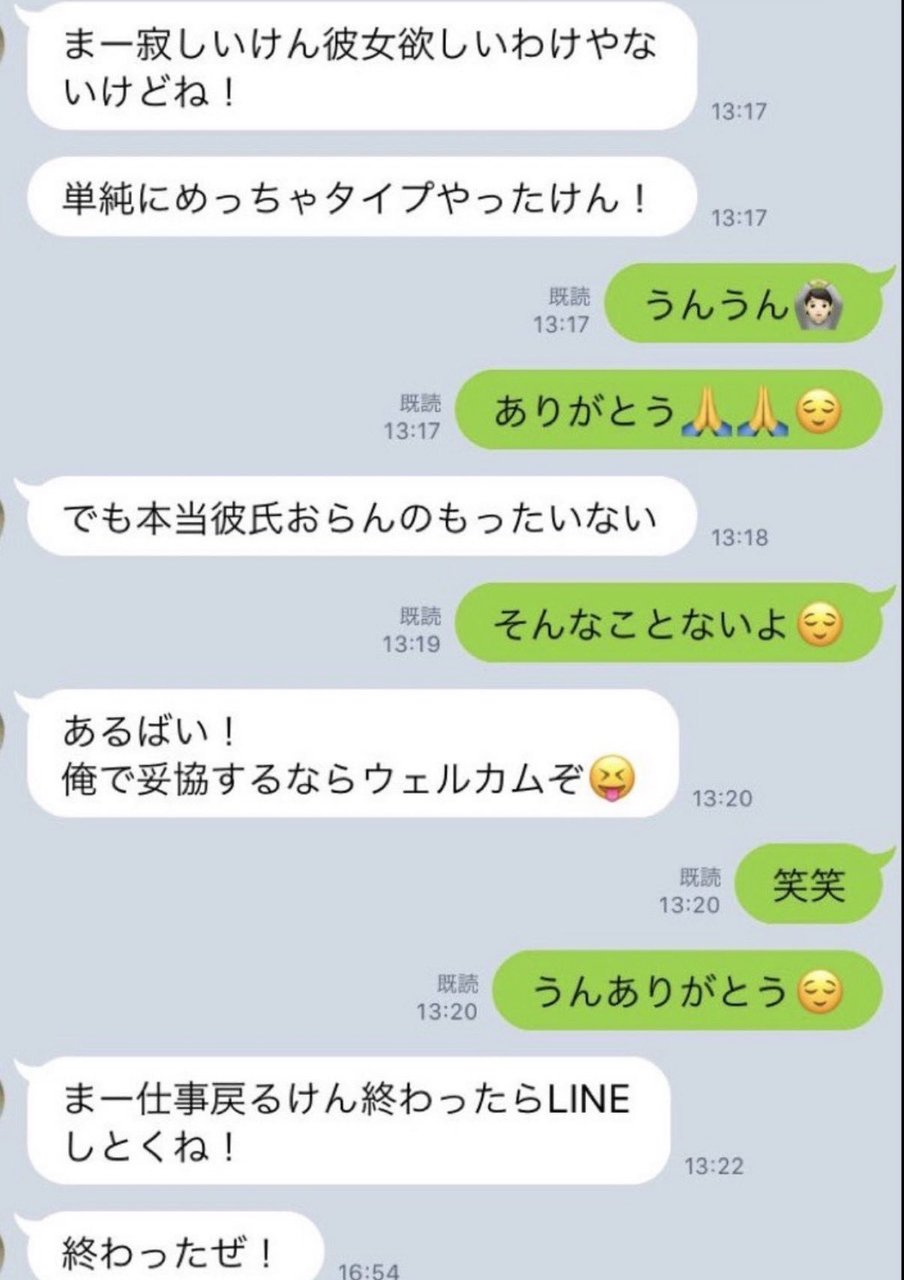 まー寂しいけん彼女欲しいわけやな
いけどね！
13:17
単純にめっちゃタイプやったけん！
13:17
既読
13:17
うんうん🙆🏻‍♂️
既読
13:17
ありがとう🙏🙏😌
でも本当彼氏おらんのもったいない
13:18
既読
13:19
そんなことないよ😌
あるばい！
俺で妥協するならウェルカムぞ😝
13:20
既読
13:20
笑笑
既読
13:20
うんありがとう😌
まー仕事戻るけん終わったらLINE
しとくね！
13:22
終わったぜ！
16:54